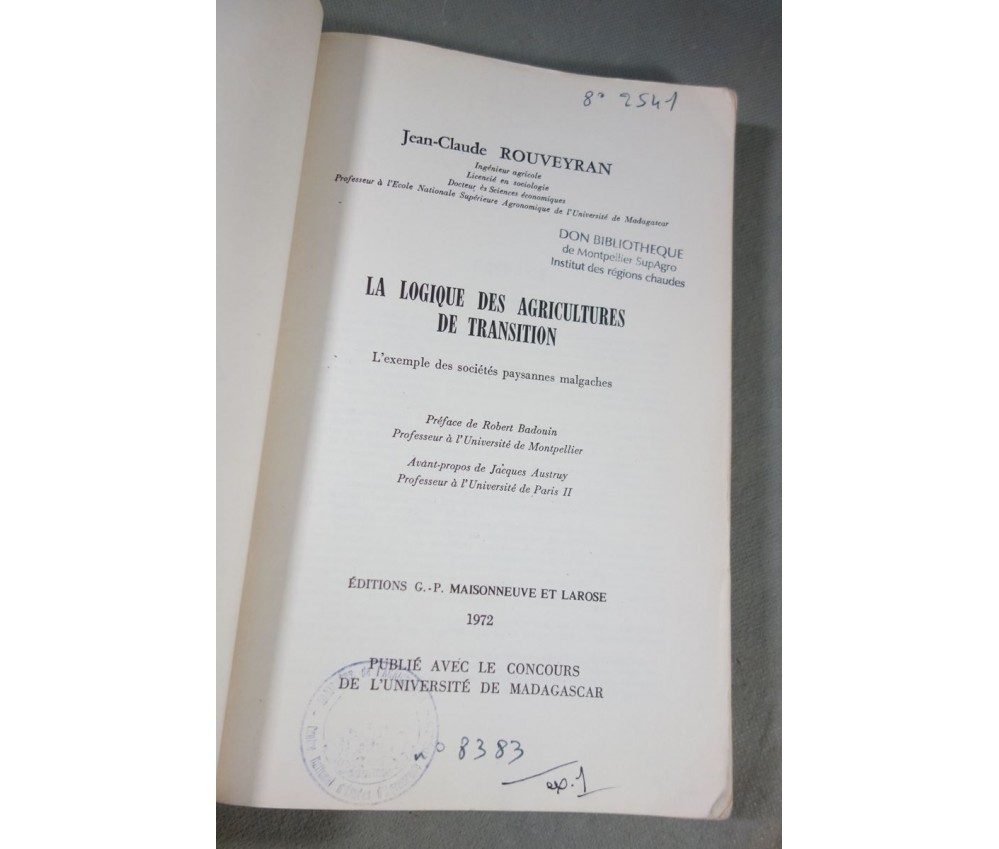 8° 2541
Jean-Claude ROUVEYRAN
Ingénieur agricole
Licencié en sociologie
Docteur ès Sciences économiques
Professeur à l'Ecole Nationale Supérieure Agronomique de l'Université de Madagascar
DON BIBLIOTHEQUE
de Montpellier SupAgro
Institut des régions chaudes
LA LOGIQUE DES AGRICULTURES
DE TRANSITION
L'exemple des sociétés paysannes malgaches
Préface de Robert Badouin
Professeur à l'Université de Montpellier
Avant-propos de Jacques Austruy
Professeur à l'Université de Paris II
ÉDITIONS G.-P. MAISONNEUVE ET LAROSE
1972
PUBLIÉ AVEC LE CONCOURS
DE L'UNIVERSITÉ DE MADAGASCAR
n° 8383
ex.1